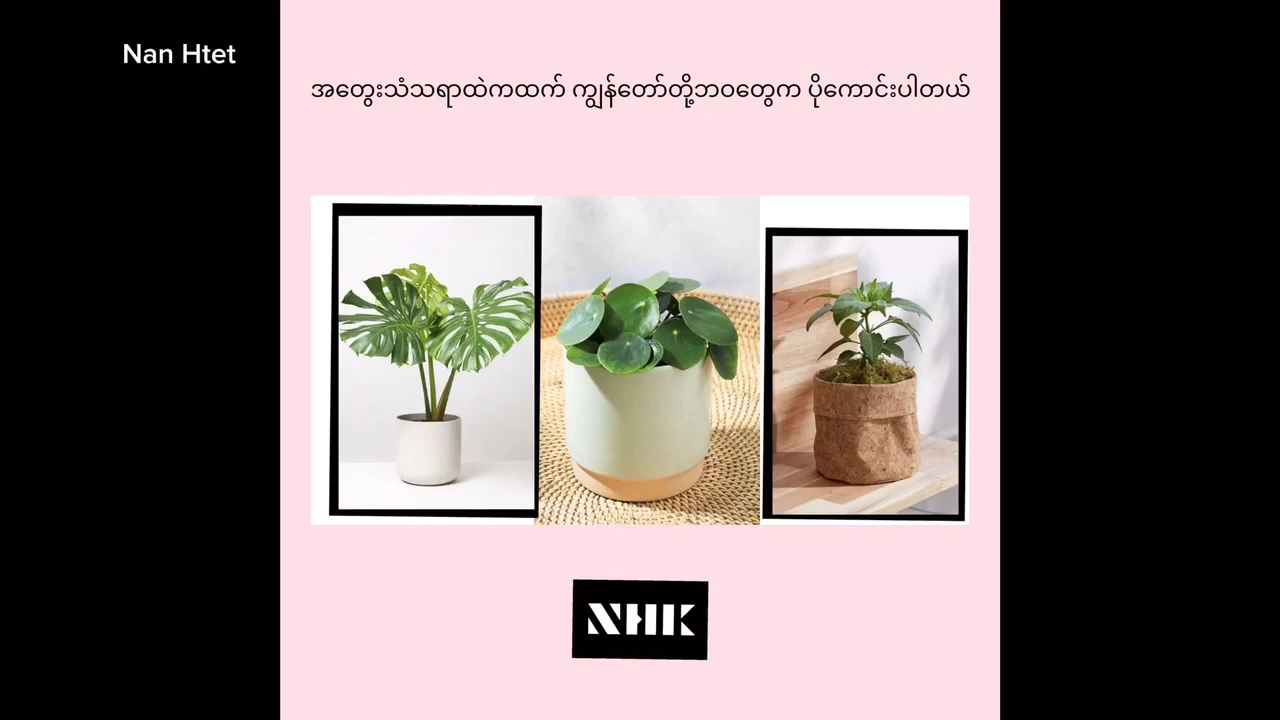 Nan Htet
အတွေးသံသရာထဲကထက် ကျွန်တော်တို့ဘဝတွေက ပိုကောင်းပါတယ်
NHK